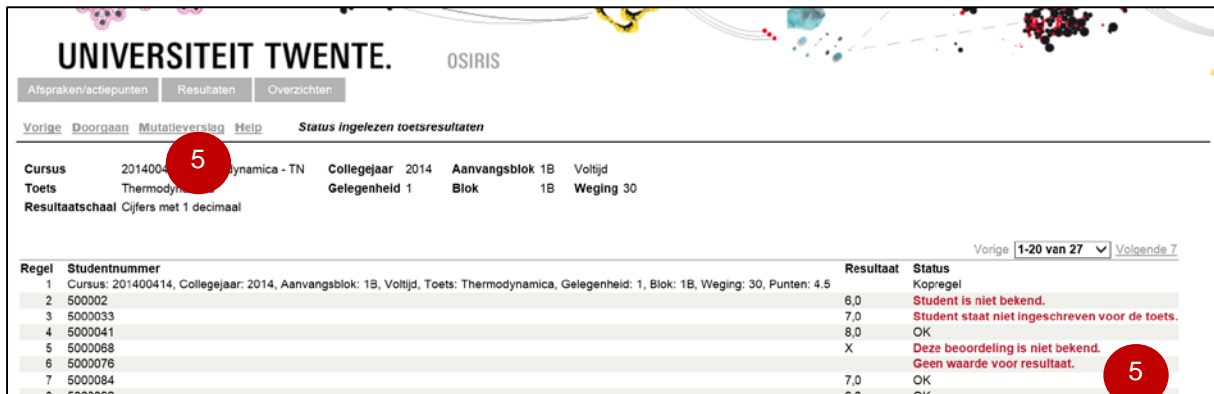 UNIVERSITEIT TWENTE. OSIRIS
Afspraken/actiepunten Resultaten Overzichten
Vorige Doorgaan Mutatieverslag Help Status ingelezen toetsresultaten
5
Cursus ynamica - TN Collegejaar 2014 Aanvangsblok 1B Voltijd
Toets Gelegenheid 1 Blok 1B Weging 30
Resultaatschaal Cijfers met 1 decimaal
Vorige 1-20 van 27 Volgende 7
Regel Studentnummer Resultaat Status
1 Cursus: 201400414, Collegejaar: 2014, Aanvangsblok: 1B, Voltijd, Toets: Thermodynamica, Gelegenheid: 1, Blok: 1B, Weging: 30, Punten: 4.5 Kopregel
2 500002 6,0 Student is niet bekend.
3 5000033 7,0 Student staat niet ingeschreven voor de toets.
4 5000041 8,0 OK
5 5000068 X Deze beoordeling is niet bekend.
6 5000076 Geen waarde voor resultaat.
7 5000084 7,0 OK
5